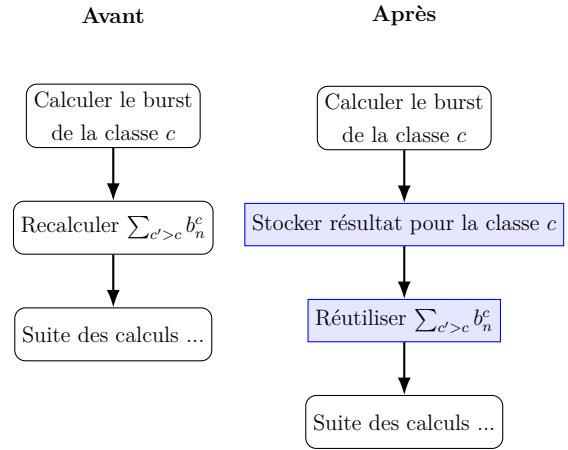 Avant
Calculer le burst
de la classe c
Recalculer ∑_{c'>c} b_n^c
Suite des calculs ...
Après
Calculer le burst
de la classe c
Stocker résultat pour la classe c
Réutiliser ∑_{c'>c} b_n^c
Suite des calculs ...